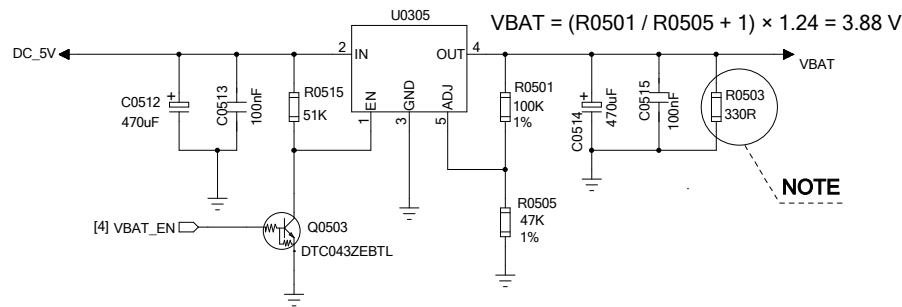 U0305
VBAT = (R0501 / R0505 + 1) × 1.24 = 3.88 V
DC_5V
2
IN
OUT
4
VBAT
EN
GND
ADJ
1
3
5
+
C0512
470uF
C0513
100nF
R0515
51K
R0501
100K
1%
+
C0514
470uF
C0515
100nF
R0503
330R
NOTE
R0505
47K
1%
[4]
VBAT_EN
Q0503
DTC043ZEBTL